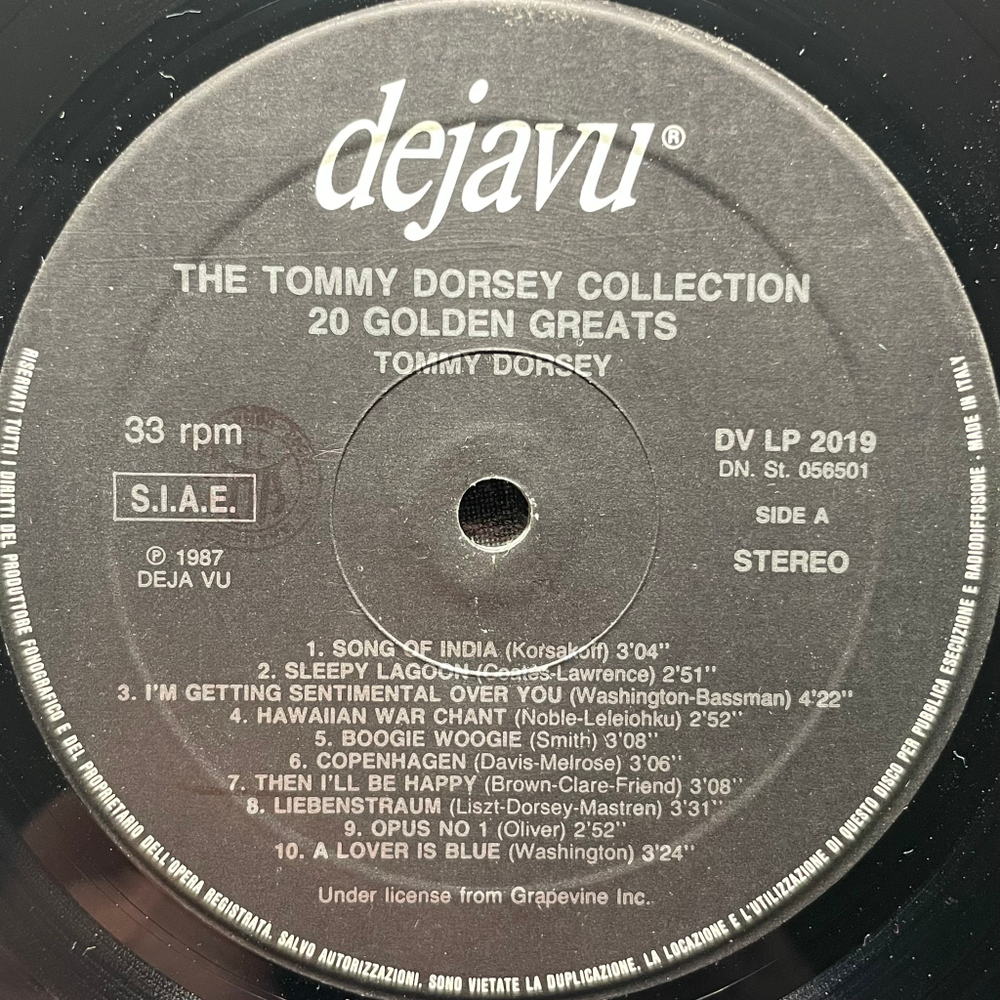 dejavu®
THE TOMMY DORSEY COLLECTION
20 GOLDEN GREATS
TOMMY DORSEY
33 rpm
S.I.A.E.
℗ 1987
DEJA VU
DV LP 2019
DN. St. 056501
SIDE A
STEREO
1. SONG OF INDIA (Korsakoff) 3'04''
2. SLEEPY LAGOON (Coates-Lawrence) 2'51''
3. I'M GETTING SENTIMENTAL OVER YOU (Washington-Bassman) 4'22''
4. HAWAIIAN WAR CHANT (Noble-Leleiohku) 2'52''
5. BOOGIE WOOGIE (Smith) 3'08''
6. COPENHAGEN (Davis-Melrose) 3'06''
7. THEN I'LL BE HAPPY (Brown-Clare-Friend) 3'08''
8. LIEBENSTRAUM (Liszt-Dorsey-Mastren) 3'31''
9. OPUS NO 1 (Oliver) 2'52''
10. A LOVER IS BLUE (Washington) 3'24''
Under license from Grapevine Inc.
RISERVATI TUTTI I DIRITTI DEL PRODUTTORE FONOGRAFICO E DEL PROPRIETARIO DELL'OPERA REGISTRATA. SALVO AUTORIZZAZIONI, SONO VIETATE LA DUPLICAZIONE, LA LOCAZIONE E L'UTILIZZAZIONE DI QUESTO DISCO PER PUBBLICA ESECUZIONE E RADIODIFFUSIONE · MADE IN ITALY